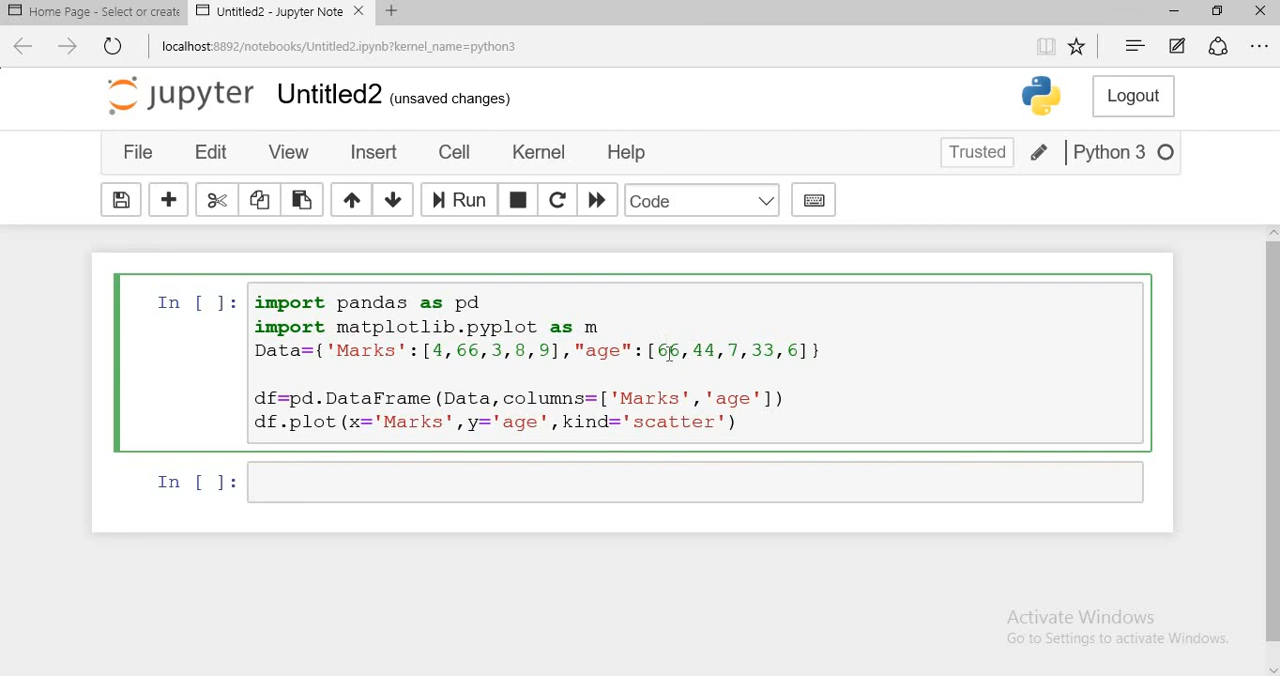 Home Page - Select or create
Untitled2 - Jupyter Note
localhost:8892/notebooks/Untitled2.ipynb?kernel_name=python3
jupyter Untitled2 (unsaved changes)
Logout
File Edit View Insert Cell Kernel Help Trusted Python 3
Run Code
In [ ]: import pandas as pd
import matplotlib.pyplot as m
Data={'Marks':[4,66,3,8,9],"age":[66,44,7,33,6]}
df=pd.DataFrame(Data,columns=['Marks','age'])
df.plot(x='Marks',y='age',kind='scatter')
In [ ]:
Activate Windows
Go to Settings to activate Windows.